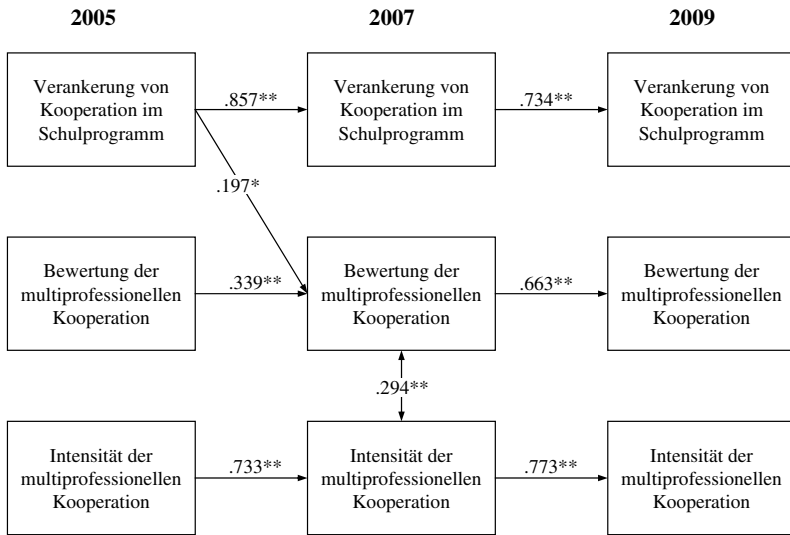 2005
2007
2009
Verankerung von
Kooperation im
Schulprogramm
.857**
Verankerung von
Kooperation im
Schulprogramm
.734**
Verankerung von
Kooperation im
Schulprogramm
.197*
Bewertung der
multiprofessionellen
Kooperation
.339**
Bewertung der
multiprofessionellen
Kooperation
.663**
Bewertung der
multiprofessionellen
Kooperation
.294**
Intensität der
multiprofessionellen
Kooperation
.733**
Intensität der
multiprofessionellen
Kooperation
.773**
Intensität der
multiprofessionellen
Kooperation